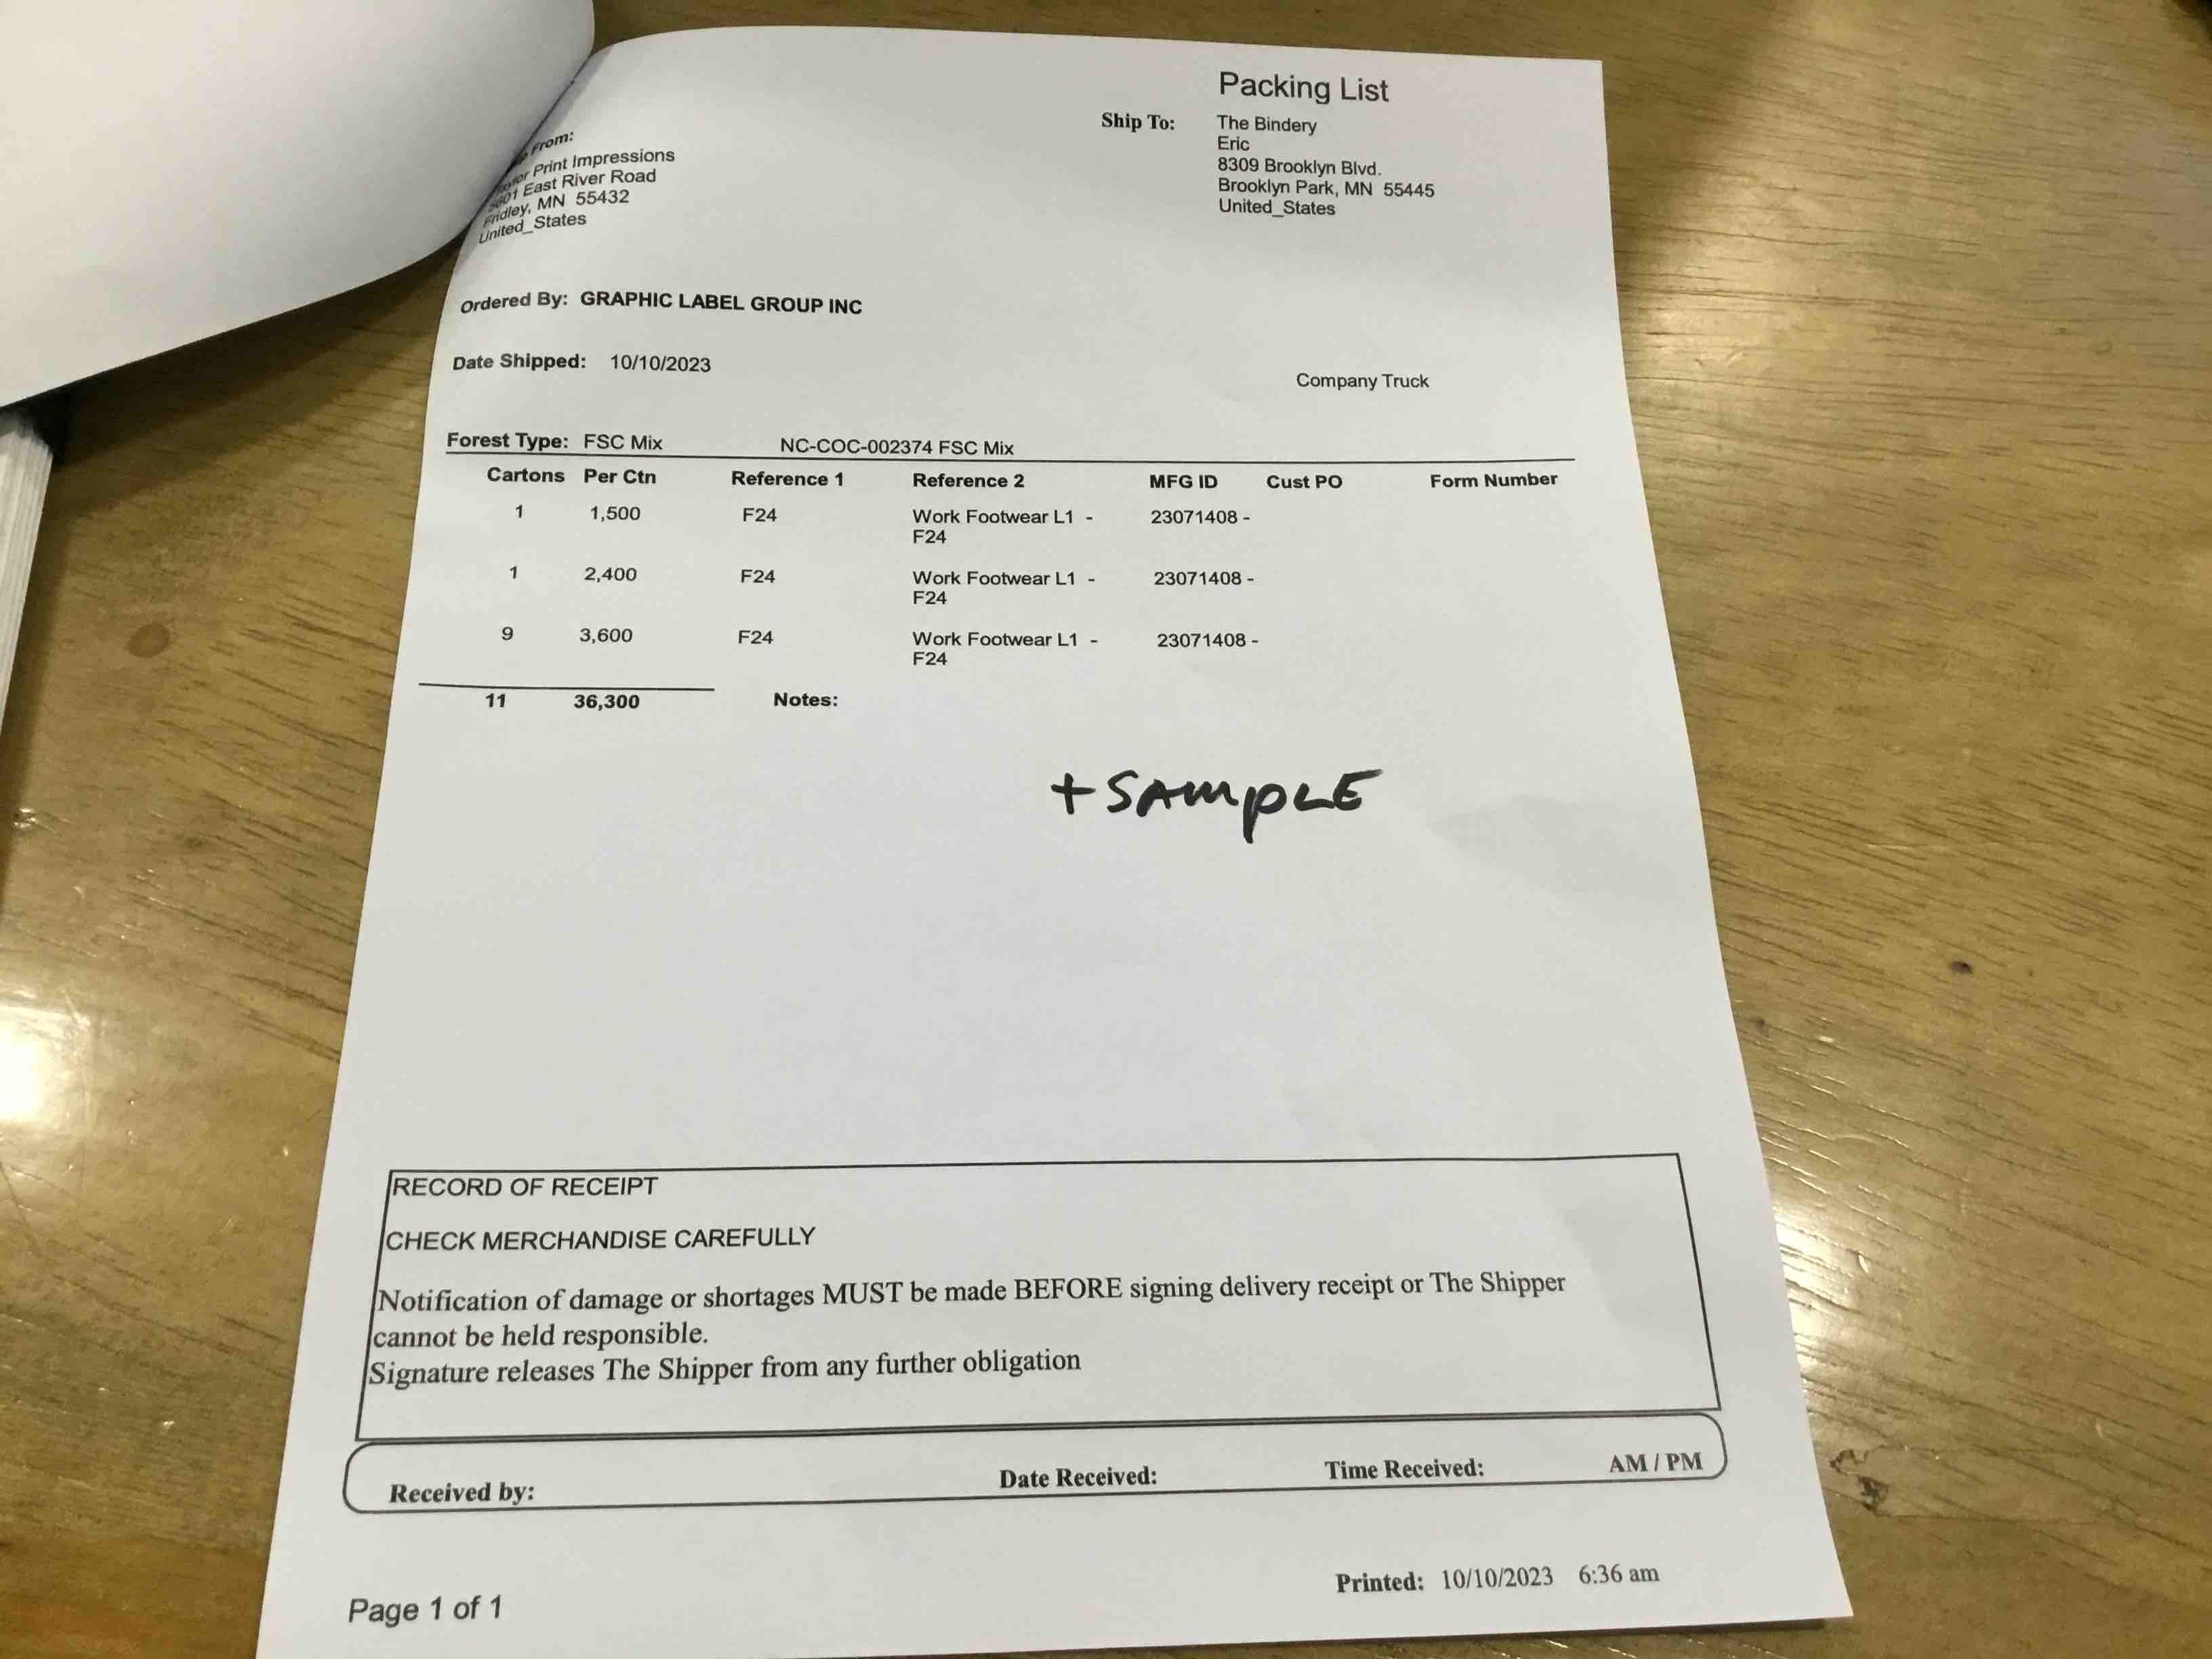 Packing List
From:
Print Impressions
East River Road
Fridley, MN 55432
United_States
Ship To:
The Bindery
Eric
8309 Brooklyn Blvd.
Brooklyn Park, MN 55445
United_States
Ordered By: GRAPHIC LABEL GROUP INC
Date Shipped: 10/10/2023
Company Truck
Forest Type: FSC Mix NC-COC-002374 FSC Mix
Cartons Per Ctn Reference 1 Reference 2 MFG ID Cust PO Form Number
1 1,500 F24 Work Footwear L1 - 23071408 -
F24
1 2,400 F24 Work Footwear L1 - 23071408 -
F24
9 3,600 F24 Work Footwear L1 - 23071408 -
F24
11 36,300 Notes:
+ SAMPLE
RECORD OF RECEIPT
CHECK MERCHANDISE CAREFULLY
Notification of damage or shortages MUST be made BEFORE signing delivery receipt or The Shipper
cannot be held responsible.
Signature releases The Shipper from any further obligation
Received by: Date Received: Time Received: AM / PM
Printed: 10/10/2023 6:36 am
Page 1 of 1